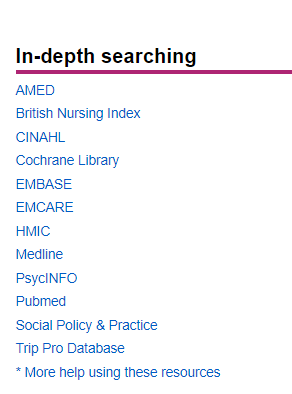 In-depth searching
AMED
British Nursing Index
CINAHL
Cochrane Library
EMBASE
EMCARE
HMIC
Medline
PsycINFO
Pubmed
Social Policy & Practice
Trip Pro Database
* More help using these resources